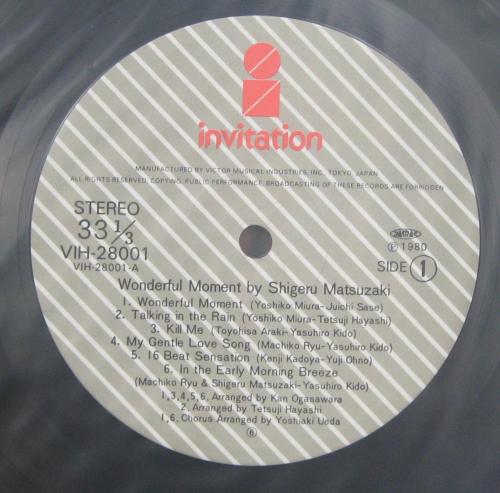 invitation
MANUFACTURED BY VICTOR MUSICAL INDUSTRIES, INC., TOKYO, JAPAN
ALL RIGHTS RESERVED, COPYING, PUBLIC PERFORMANCE, BROADCASTING OF THESE RECORDS ARE FORBIDDEN
STEREO
33 1/3
VIH-28001
VIH-28001-A
JASRAC
Ⓟ 1980
SIDE 1
Wonderful Moment by Shigeru Matsuzaki
1. Wonderful Moment (Yoshiko Miura-Juichi Sase)
2. Talking in the Rain (Yoshiko Miura-Tetsuji Hayashi)
3. Kill Me (Toyohisa Araki-Yasuhiro Kido)
4. My Gentle Love Song (Machiko Ryu-Yasuhiro Kido)
5. 16 Beat Sensation (Kenji Kadoya-Yuji Ohno)
6. In the Early Morning Breeze
(Machiko Ryu & Shigeru Matsuzaki-Yasuhiro Kido)
1,3,4,5,6. Arranged by Kan Ogasawara
2. Arranged by Tetsuji Hayashi
1,6. Chorus Arranged by Yoshiaki Ueda
⑥